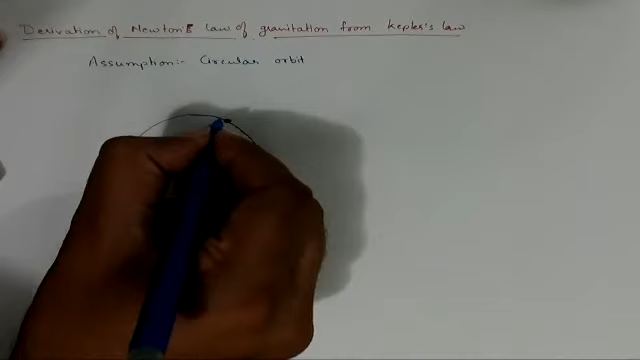 Derivation of Newton's law of gravitation from Kepler's law
Assumption:- Circular orbit